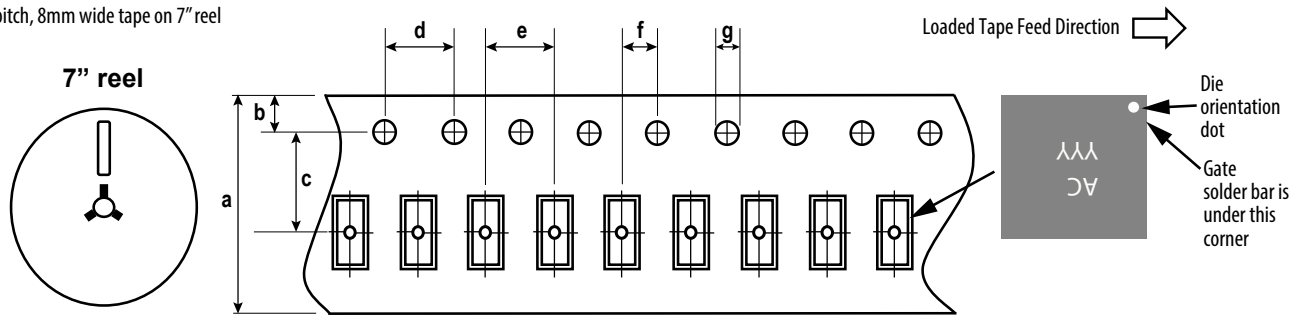 pitch, 8mm wide tape on 7” reel
7” reel
Loaded Tape Feed Direction
a
b
c
d
e
f
g
Die
orientation
dot
YYY
AC
Gate
solder bar is
under this
corner